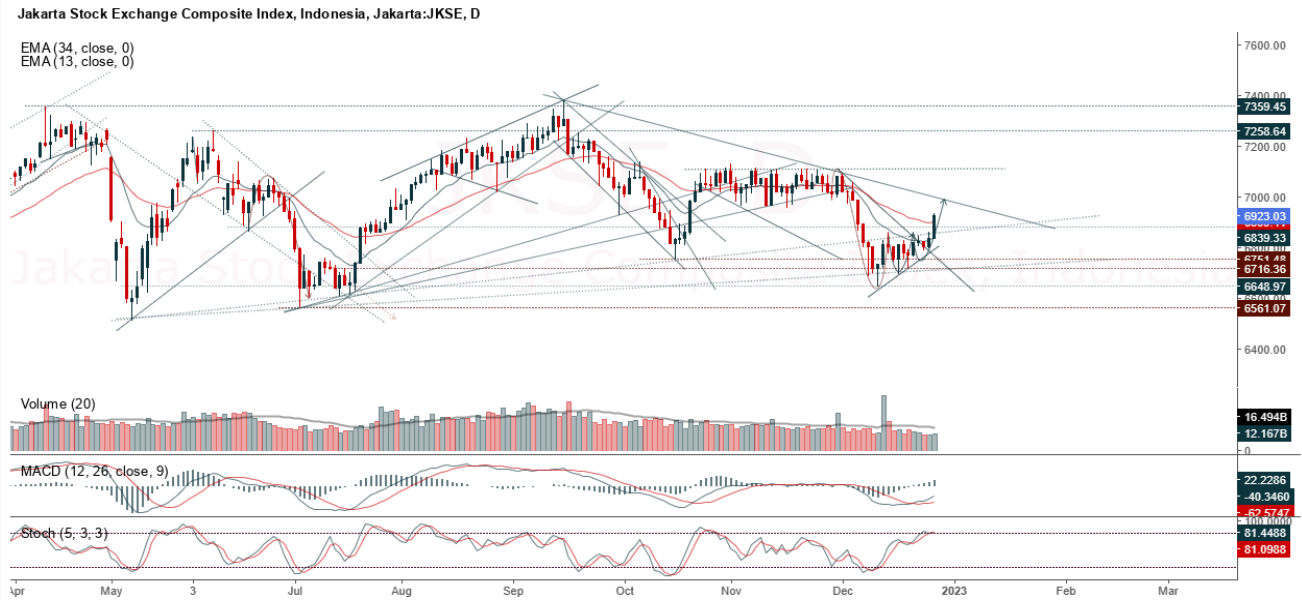 Jakarta Stock Exchange Composite Index, Indonesia, Jakarta:JKSE, D
EMA (34, close, 0)
EMA (13, close, 0)
7600.00
7400.00
7359.45
7258.64
7200.00
7000.00
6923.03
6839.33
6751.48
6716.36
6648.97
6600.00
6561.07
6400.00
Volume (20)
16.494B
12.167B
0
MACD (12, 26, close, 9)
22.2286
-40.3460
-62.5747
Stoch (5, 3, 3)
100.0000
81.4488
81.0988
Apr May 3 Jul Aug Sep Oct Nov Dec 2023 Feb Mar